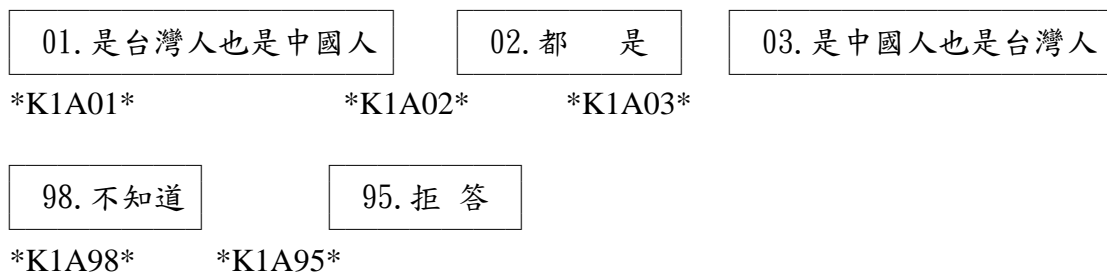 01.是台灣人也是中國人 02.都 是 03.是中國人也是台灣人
*K1A01* *K1A02* *K1A03*
98.不知道 95.拒 答
*K1A98* *K1A95*